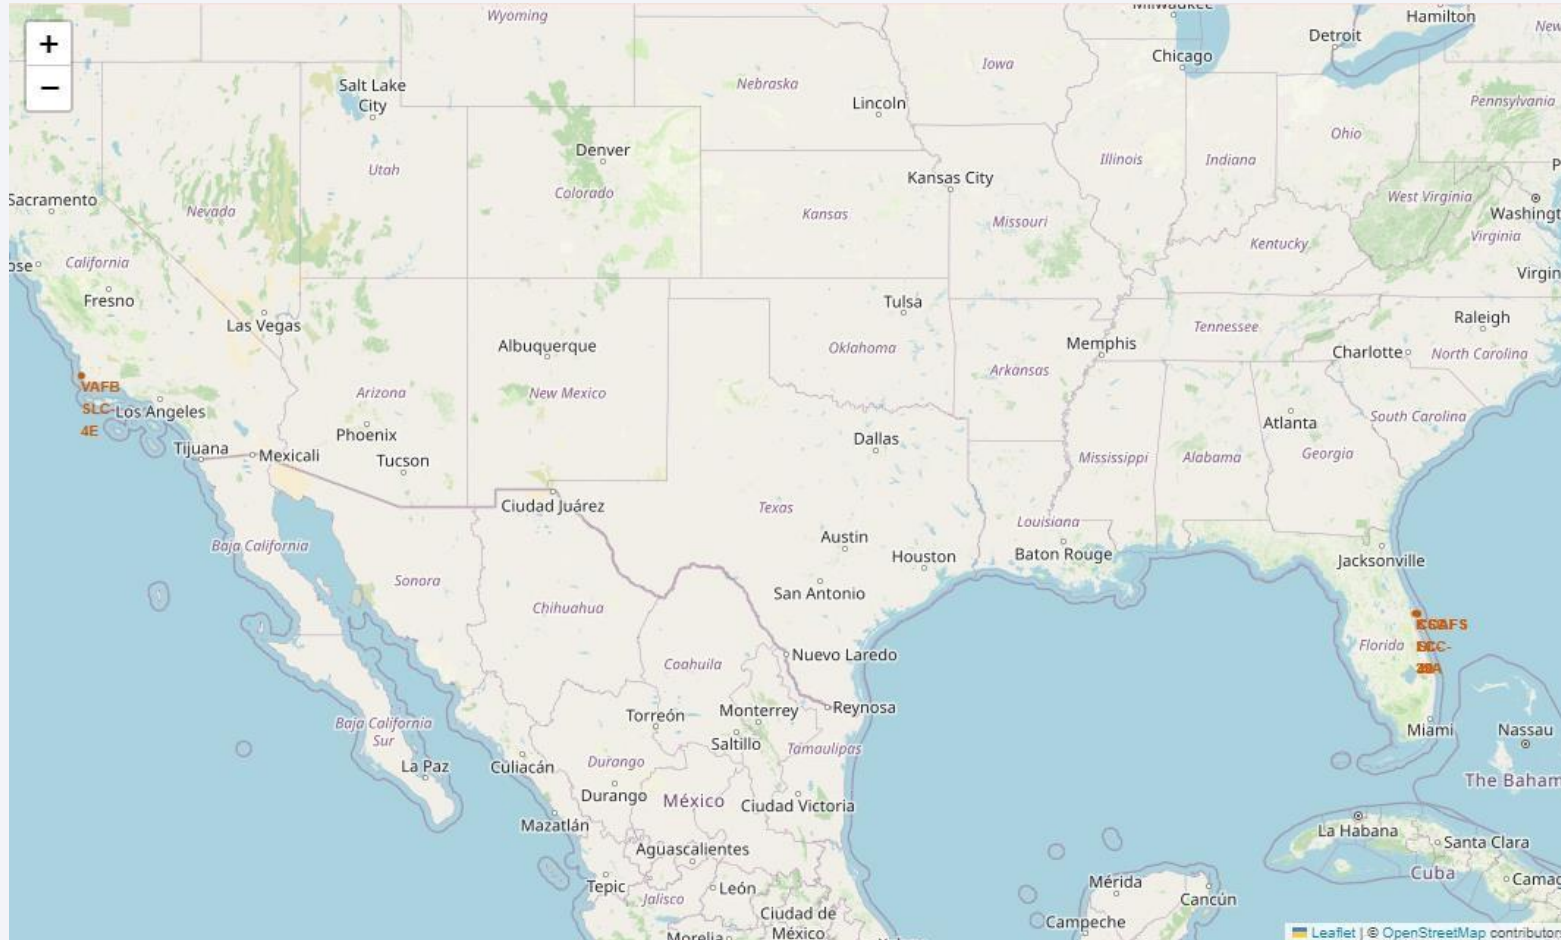 +
−
Wyoming
Milwaukee
Hamilton
Detroit
New
Chicago
Iowa
Salt Lake
City
Nebraska
Lincoln
Pennsylvania
Ohio
Denver
Utah
Illinois
Indiana
Kansas City
Colorado
Sacramento
Nevada
Kansas
Missouri
West Virginia
Washingt
Virginia
Kentucky
California
ose
Virgin
Fresno
Tulsa
Las Vegas
Raleigh
Tennessee
Albuquerque
Oklahoma
Memphis
Charlotte
North Carolina
Arkansas
VAFB
SLC-
4E
Los Angeles
Arizona
New Mexico
South Carolina
Atlanta
Phoenix
Dallas
Tijuana
Mexicali
Tucson
Mississippi
Alabama
Georgia
Ciudad Juárez
Texas
Louisiana
Austin
Houston
Baton Rouge
Baja California
Jacksonville
Sonora
San Antonio
Chihuahua
Florida
Nuevo Laredo
Coahuila
Reynosa
Torreón
Monterrey
Baja California
Sur
Saltillo
Tamaulipas
Miami
Nassau
La Paz
Culiacán
Durango
The Baham
Durango
México
Ciudad Victoria
Mazatlán
La Habana
Santa Clara
Aguascalientes
Cuba
Camag
Tepic
León
Jalisco
Mérida
Cancún
Ciudad de
México
Campeche
Morelia
Leaflet | © OpenStreetMap contributor